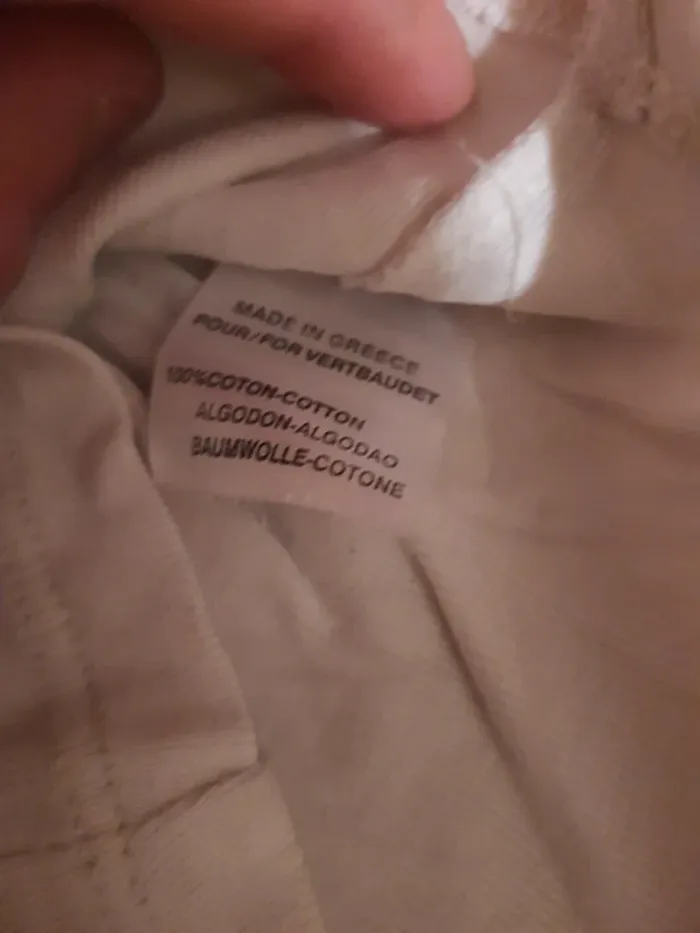 MADE IN GREECE
POUR/FOR VERTBAUDET
100%COTON-COTTON
ALGODON-ALGODAO
BAUMWOLLE-COTONE